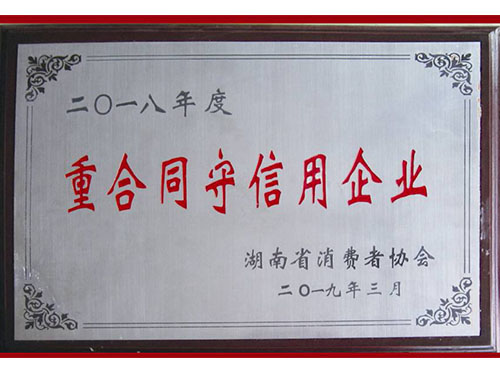 二〇一八年度
重合同守信用企业
湖南省消费者协会
二〇一九年三月